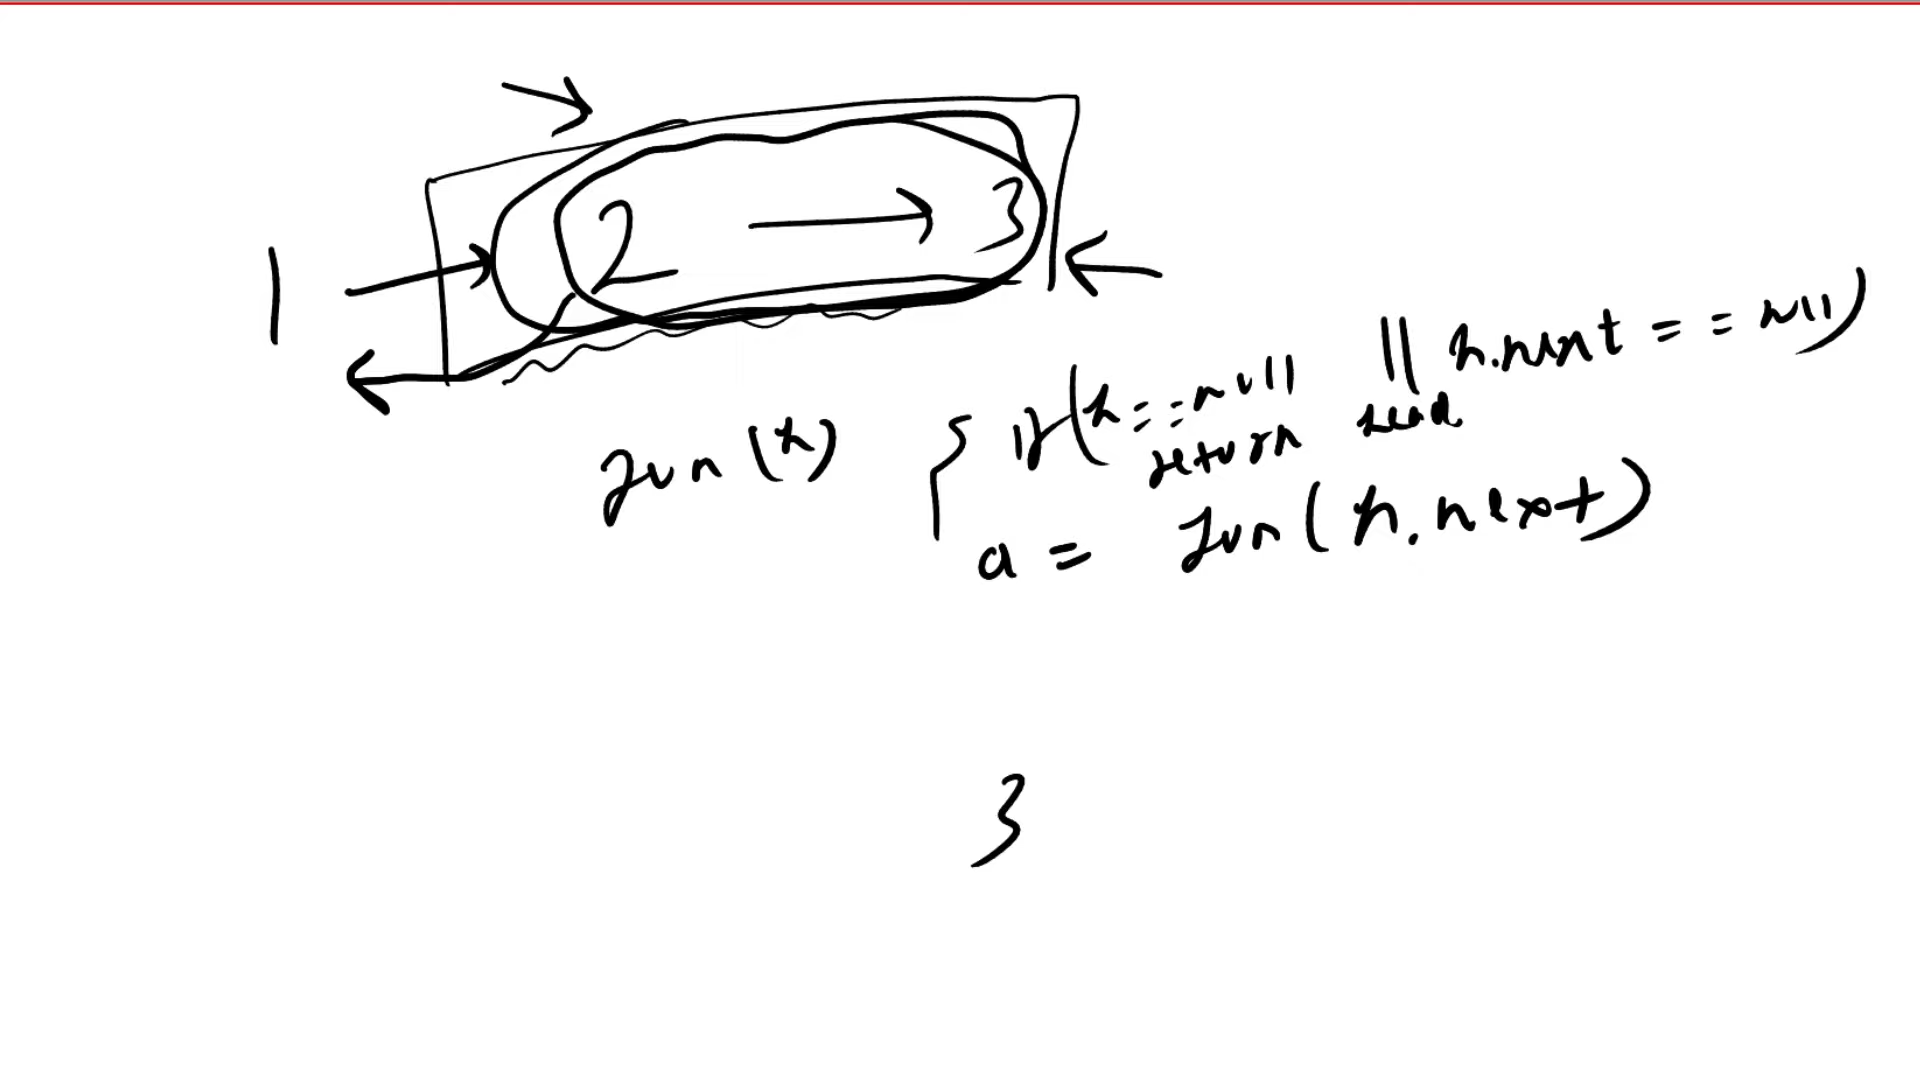 1 → 2 → 3
fun (h) { if (h == null || h.next == null)
return head
a = fun (h.next)
}